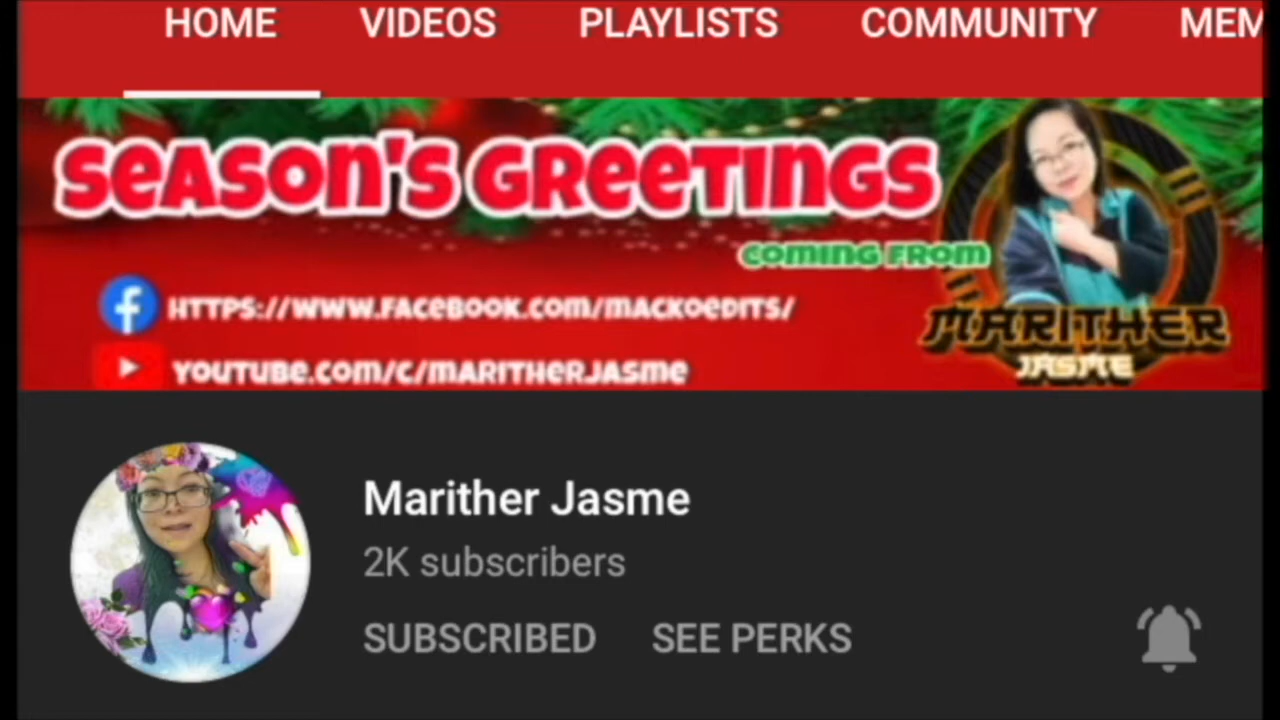 HOME VIDEOS PLAYLISTS COMMUNITY MEM
SEASON'S GREETINGS
COMING FROM
HTTPS://WWW.FACEBOOK.COM/MACKOEDITS/
YOUTUBE.COM/C/MARITHERJASME
MARITHER
JASME
Marither Jasme
2K subscribers
SUBSCRIBED SEE PERKS